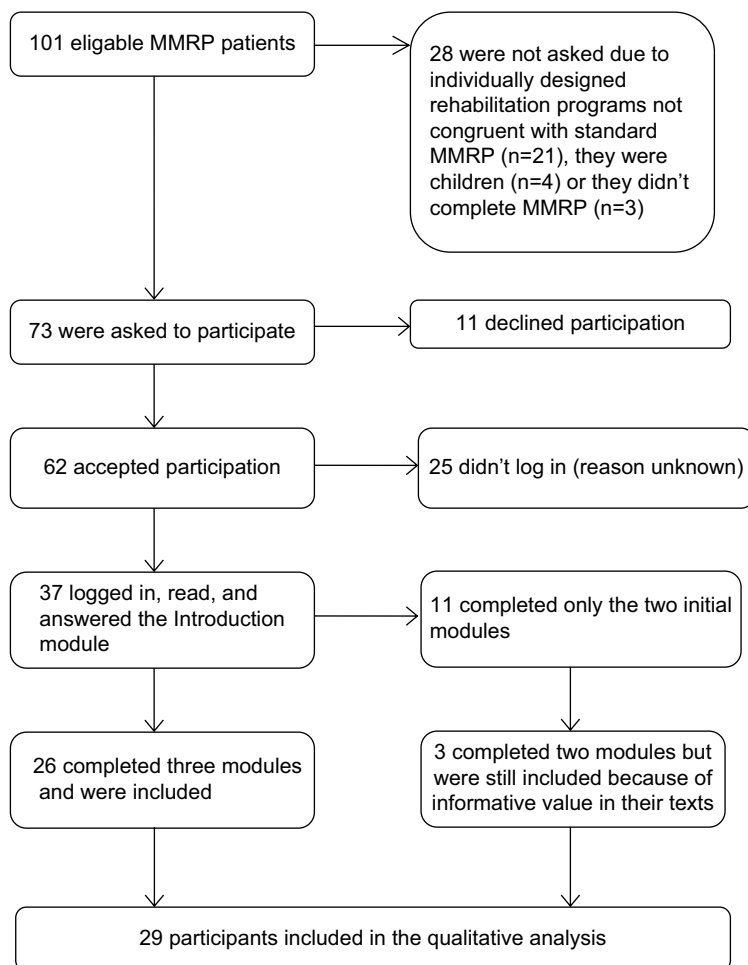 101 eligable MMRP patients
28 were not asked due to
individually designed
rehabilitation programs not
congruent with standard
MMRP (n=21), they were
children (n=4) or they didn’t
complete MMRP (n=3)
73 were asked to participate
11 declined participation
62 accepted participation
25 didn’t log in (reason unknown)
37 logged in, read, and
answered the Introduction
module
11 completed only the two initial
modules
26 completed three modules
and were included
3 completed two modules but
were still included because of
informative value in their texts
29 participants included in the qualitative analysis